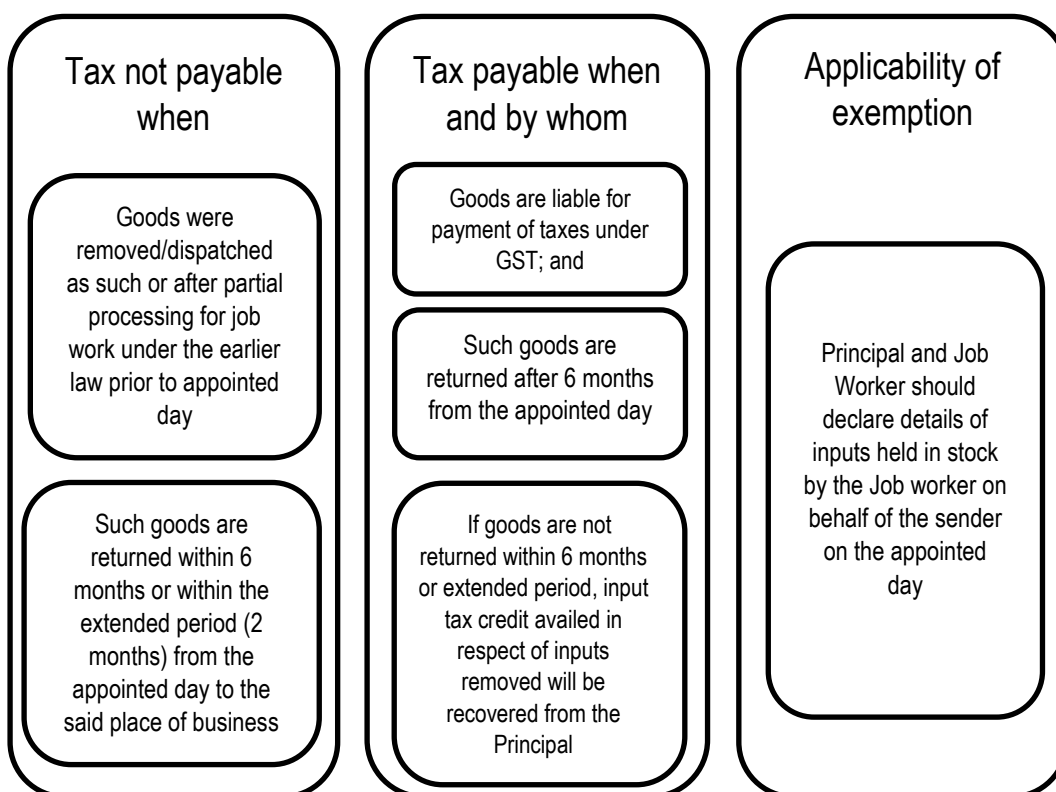 Tax not payable
when
Goods were
removed/dispatched
as such or after partial
processing for job
work under the earlier
law prior to appointed
day
Such goods are
returned within 6
months or within the
extended period (2
months) from the
appointed day to the
said place of business
Tax payable when
and by whom
Goods are liable for
payment of taxes under
GST; and
Such goods are
returned after 6 months
from the appointed day
If goods are not
returned within 6 months
or extended period, input
tax credit availed in
respect of inputs
removed will be
recovered from the
Principal
Applicability of
exemption
Principal and Job
Worker should
declare details of
inputs held in stock
by the Job worker on
behalf of the sender
on the appointed
day